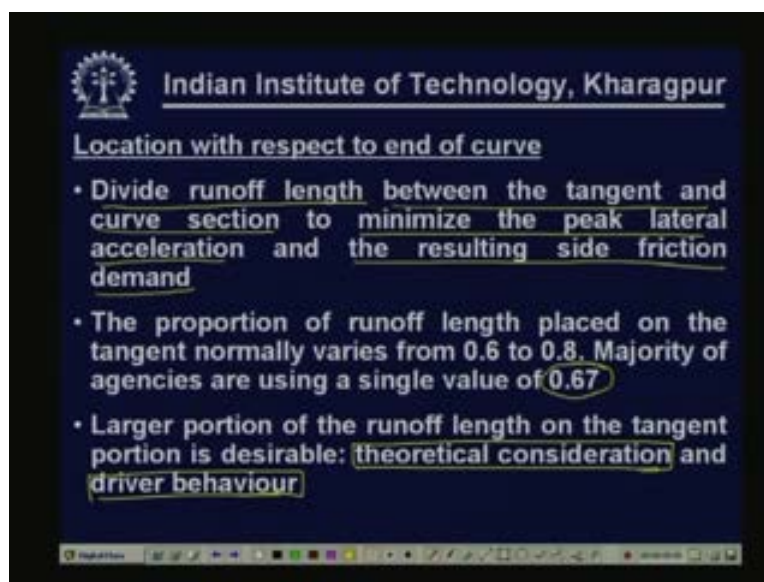 Indian Institute of Technology, Kharagpur
Location with respect to end of curve
• Divide runoff length between the tangent and
curve section to minimize the peak lateral
acceleration and the resulting side friction
demand
• The proportion of runoff length placed on the
tangent normally varies from 0.6 to 0.8. Majority of
agencies are using a single value of 0.67
• Larger portion of the runoff length on the tangent
portion is desirable: theoretical consideration and
driver behaviour